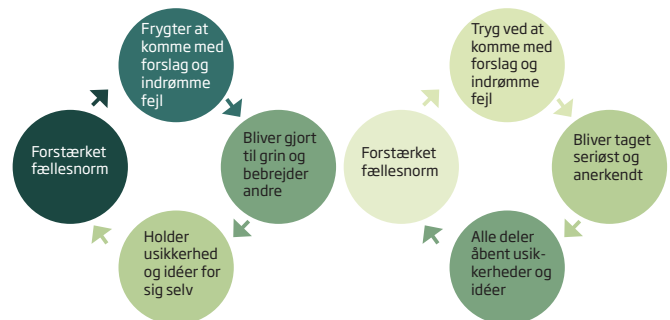 Frygter at
komme med
forslag og
indrømme
fejl
Bliver gjort
til grin og
bebrejder
andre
Holder
usikkerhed
og idéer for
sig selv
Forstærket
fællesnorm
Tryg ved at
komme med
forslag og
indrømme
fejl
Bliver taget
seriøst og
anerkendt
Alle deler
åbent usik-
kerheder og
idéer
Forstærket
fællesnorm